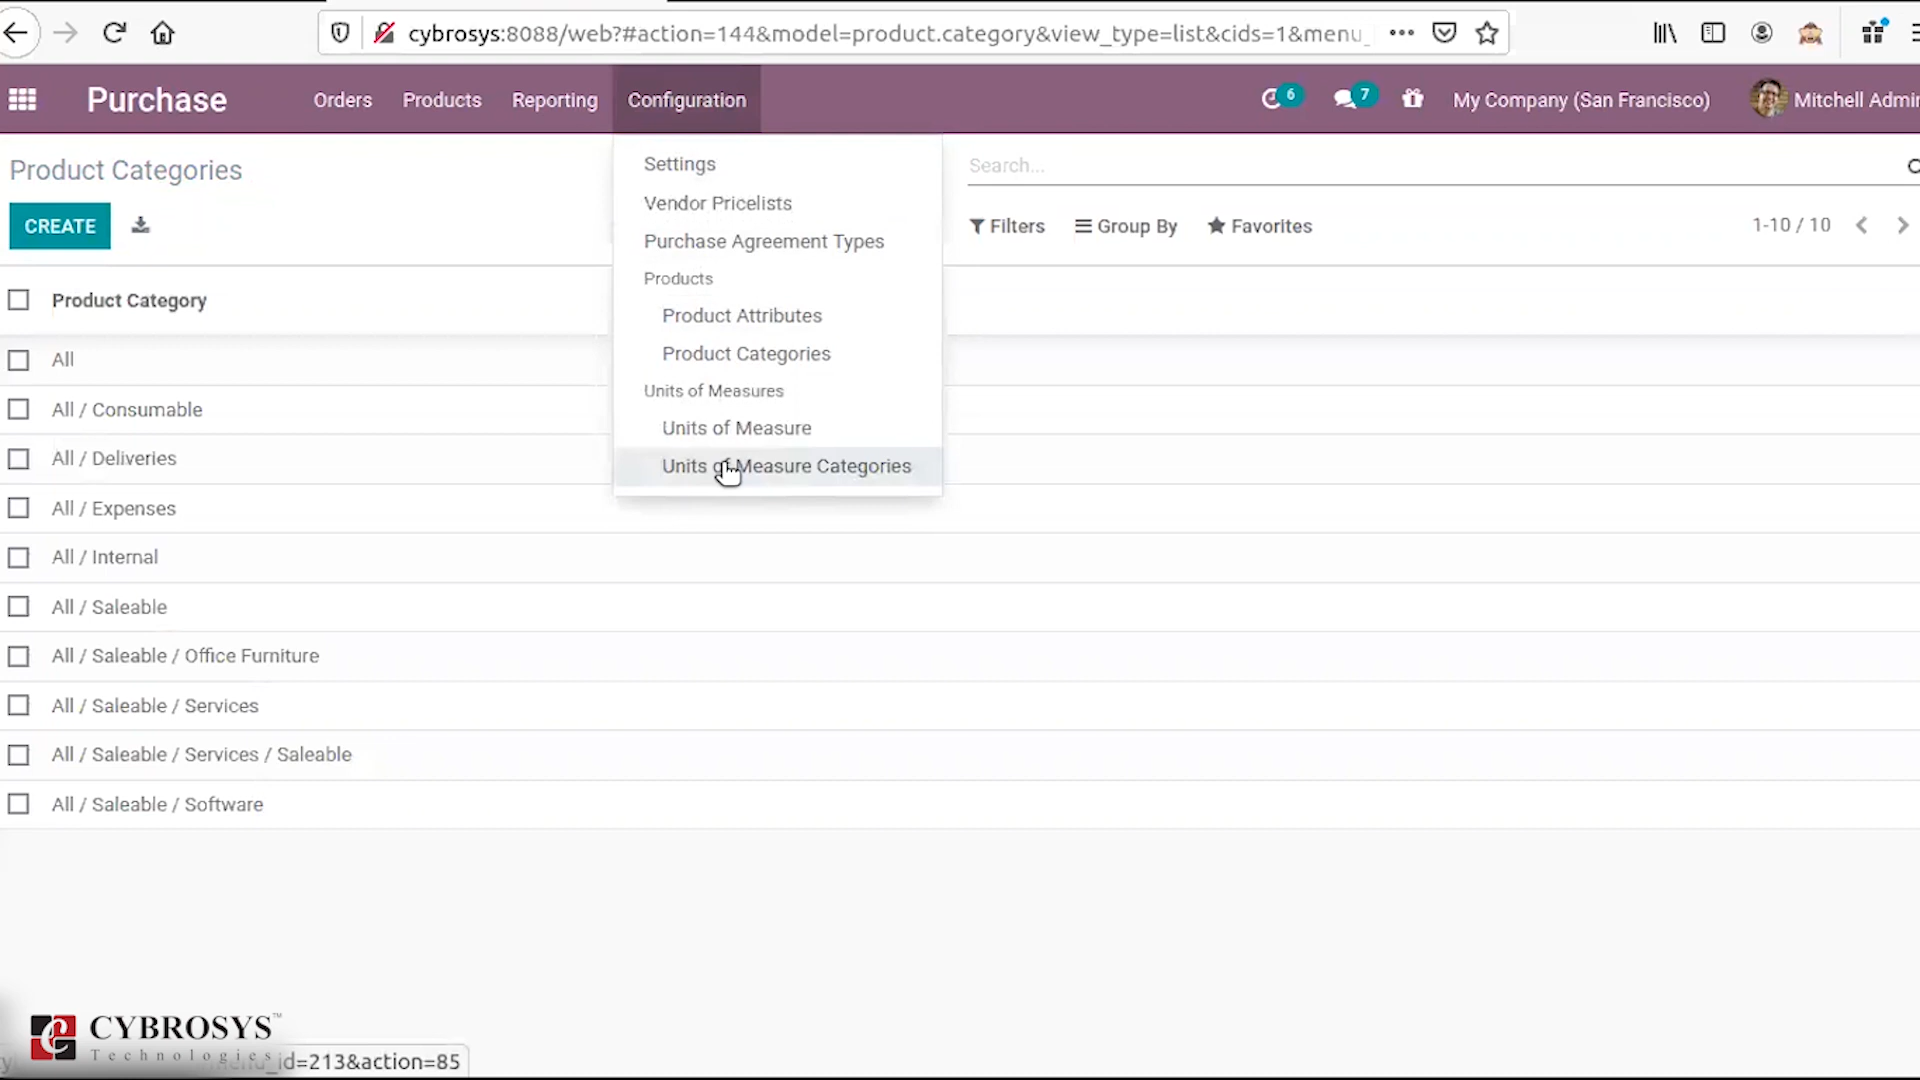 cybrosys:8088/web?#action=144&model=product.category&view_type=list&cids=1&menu_
Purchase
Orders
Products
Reporting
Configuration
6
7
My Company (San Francisco)
Mitchell Admin
Product Categories
Settings
Search...
CREATE
Vendor Pricelists
Filters
Group By
Favorites
1-10 / 10
Purchase Agreement Types
Products
Product Category
Product Attributes
Product Categories
Units of Measures
Units of Measure
Units of Measure Categories
All
All / Consumable
All / Deliveries
All / Expenses
All / Internal
All / Saleable
All / Saleable / Office Furniture
All / Saleable / Services
All / Saleable / Services / Saleable
All / Saleable / Software
CYBROSYS™
Technologies
menu_id=213&action=85